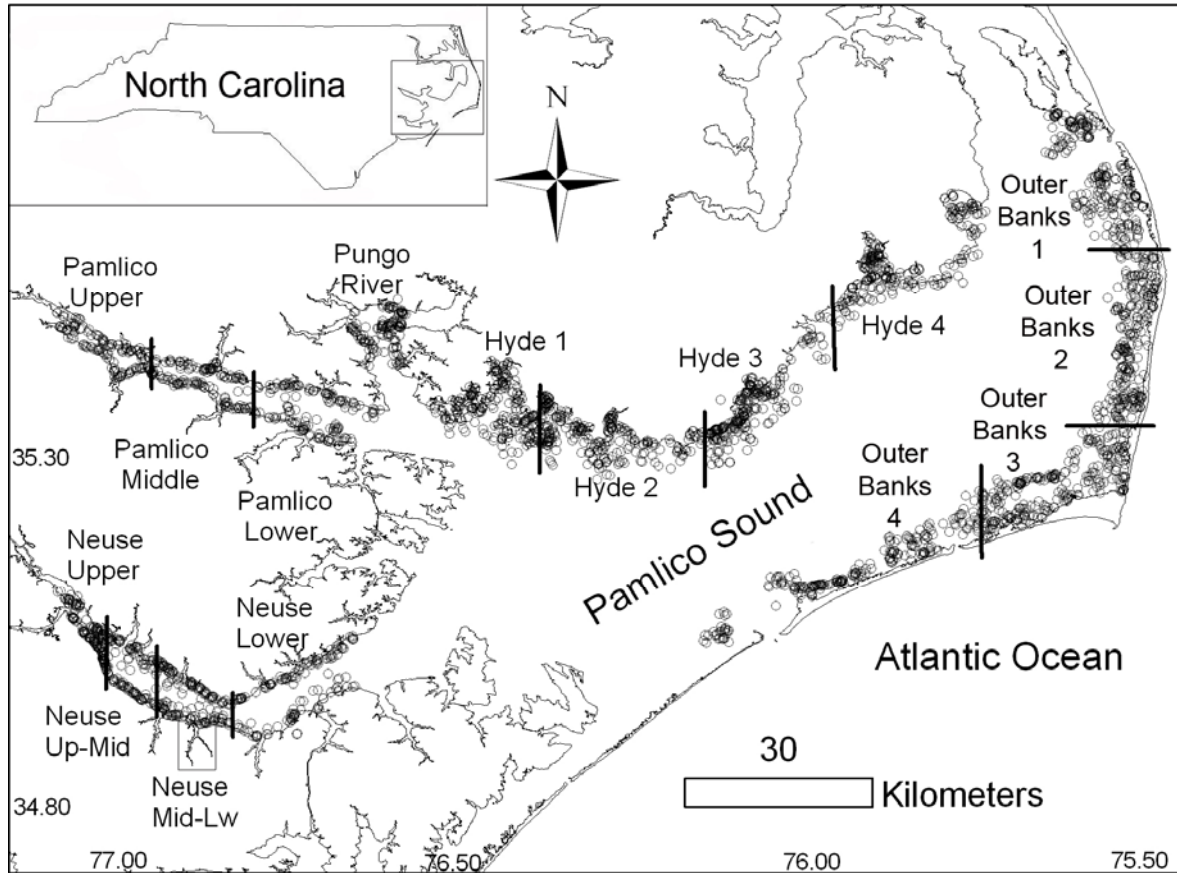 North Carolina
N
Pamlico
Upper
Pungo
River
Outer
Banks
1
Hyde 1
Hyde 3
Hyde 4
Outer
Banks
2
Pamlico
Middle
Hyde 2
Outer
Banks
3
35.30
Outer
Banks
4
Pamlico
Lower
Pamlico Sound
Neuse
Upper
Neuse
Lower
Atlantic Ocean
Neuse
Up-Mid
Neuse
Mid-Lw
30
Kilometers
34.80
77.00
76.50
76.00
75.50